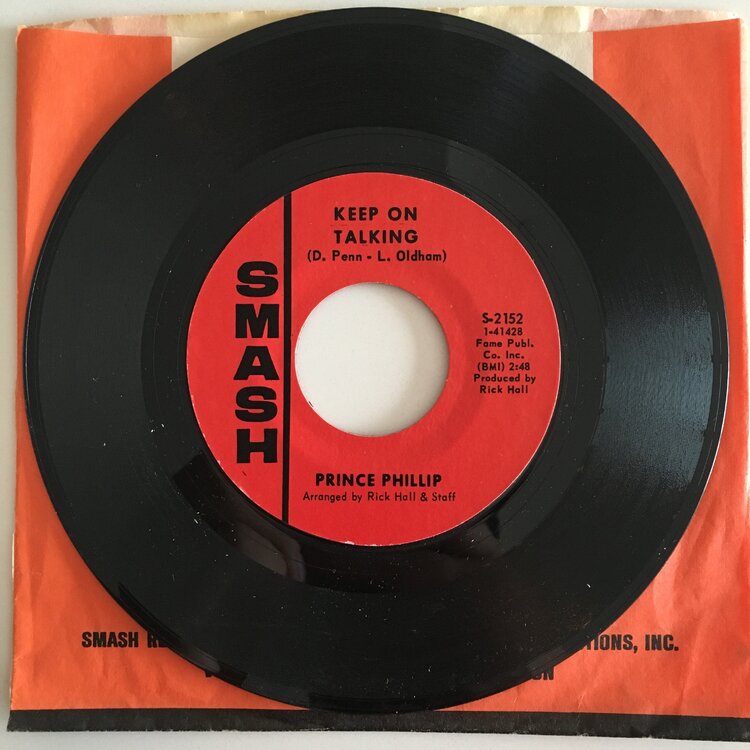 KEEP ON
TALKING
(D. Penn - L. Oldham)
SMASH
S-2152
1-41428
Fame Publ.
Co. Inc.
(BMI) 2:48
Produced by
Rick Hall
PRINCE PHILLIP
Arranged by Rick Hall & Staff
SMASH INC.